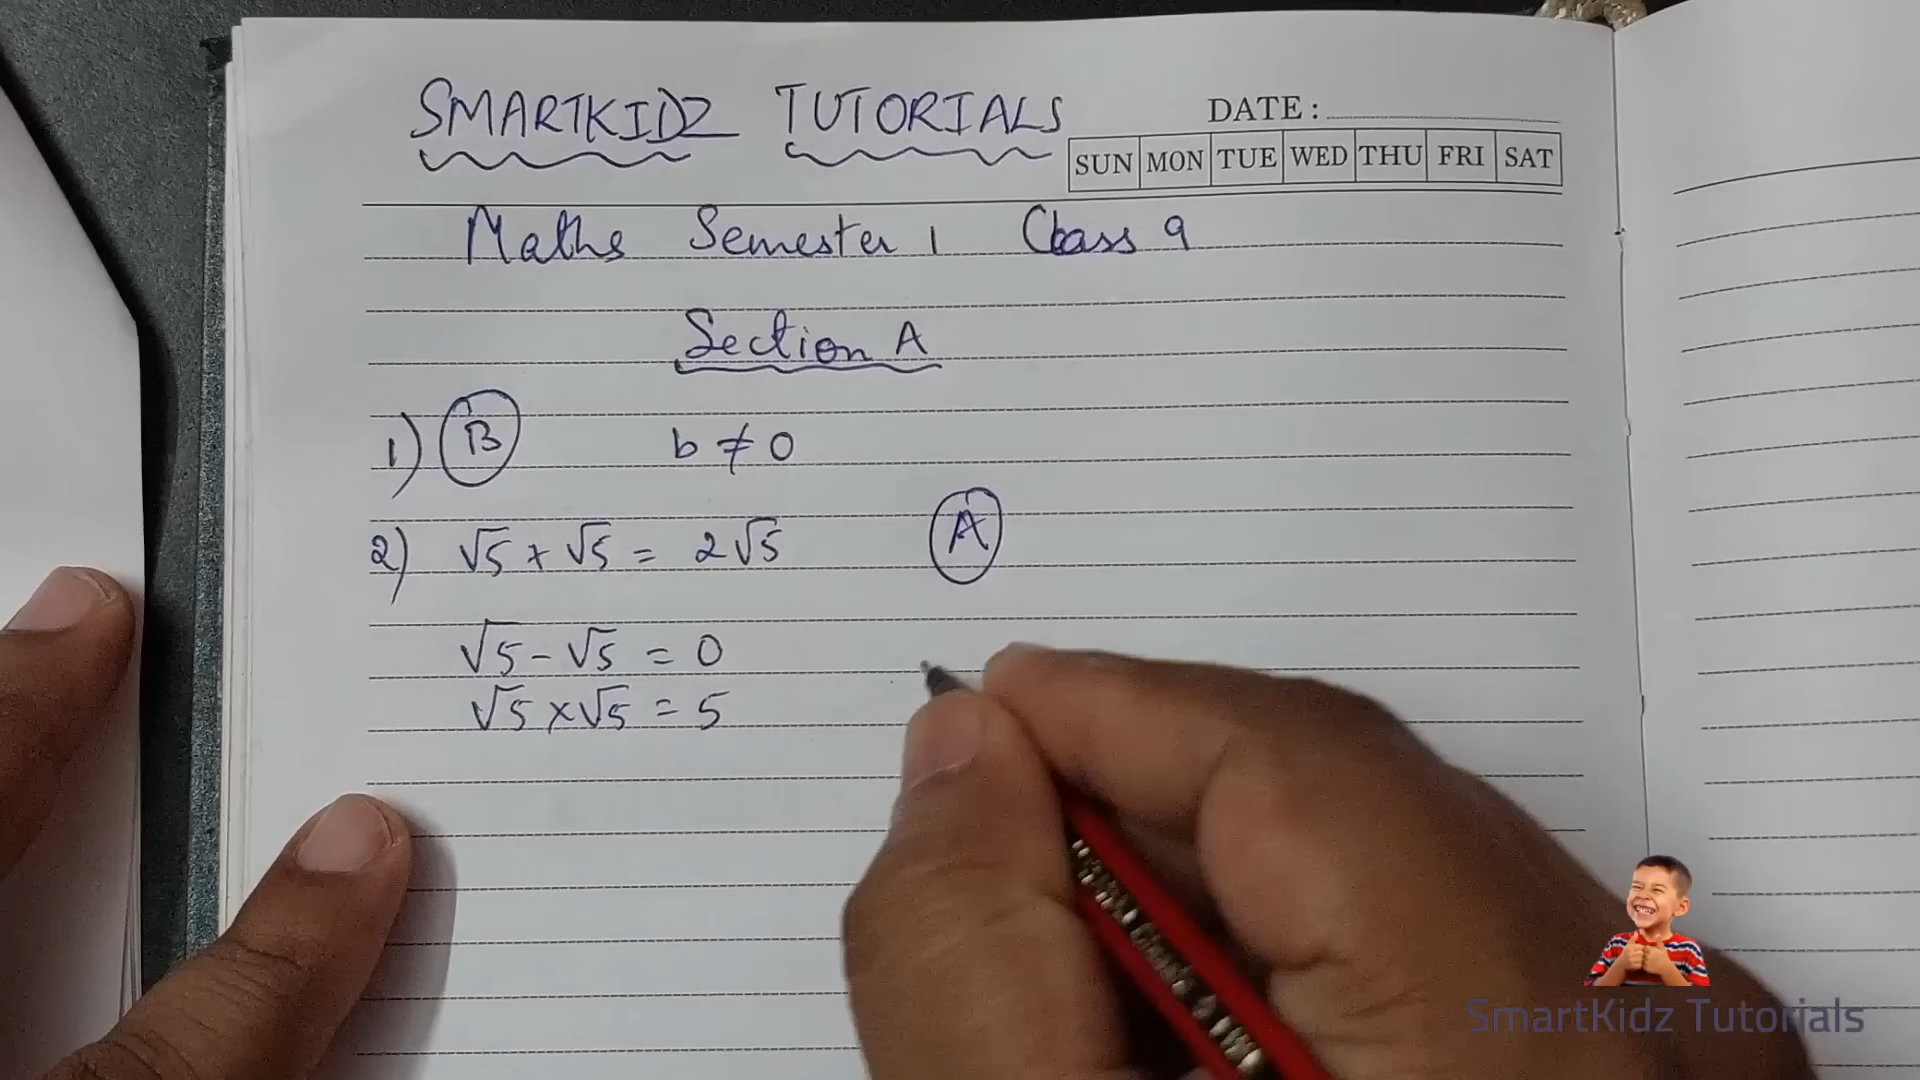 SMARTKIDZ TUTORIALS
DATE :
SUN MON TUE WED THU FRI SAT
Maths Semester 1 Class 9
Section A
1) B b ≠ 0
2) √5 + √5 = 2√5 A
√5 - √5 = 0
√5 × √5 = 5
SmartKidz Tutorials